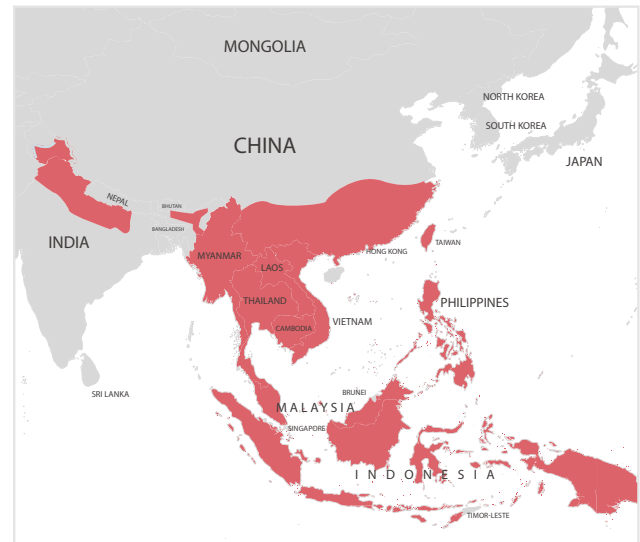 MONGOLIA
NORTH KOREA
SOUTH KOREA
CHINA
JAPAN
NEPAL
BHUTAN
BANGLADESH
INDIA
TAIWAN
HONG KONG
MYANMAR
LAOS
THAILAND
PHILIPPINES
VIETNAM
CAMBODIA
SRI LANKA
BRUNEI
MALAYSIA
SINGAPORE
INDONESIA
TIMOR-LESTE